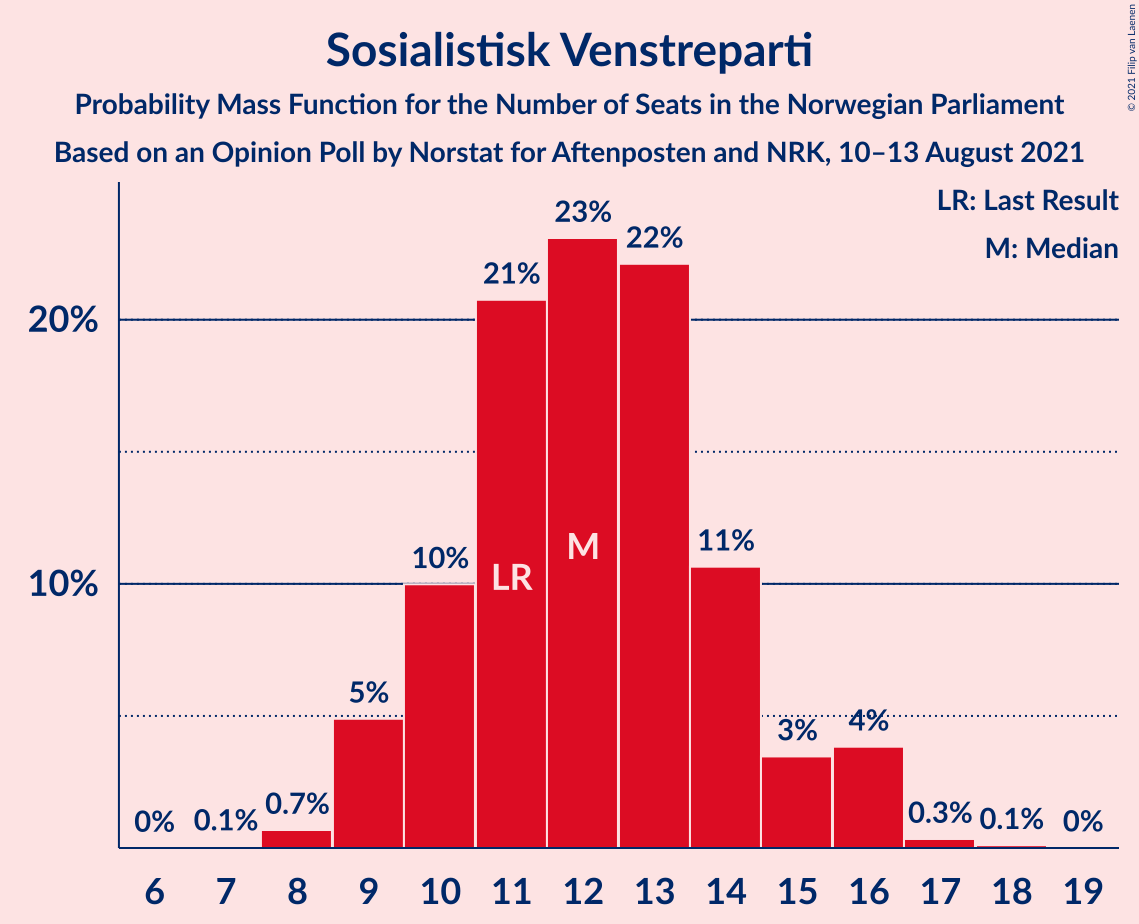 Sosialistisk Venstreparti
Probability Mass Function for the Number of Seats in the Norwegian Parliament
Based on an Opinion Poll by Norstat for Aftenposten and NRK, 10–13 August 2021
© 2021 Filip van Laenen
LR: Last Result
M: Median
20%
10%
0%
0.1%
0.7%
5%
10%
21%
23%
22%
11%
3%
4%
0.3%
0.1%
0%
LR
M
6 7 8 9 10 11 12 13 14 15 16 17 18 19